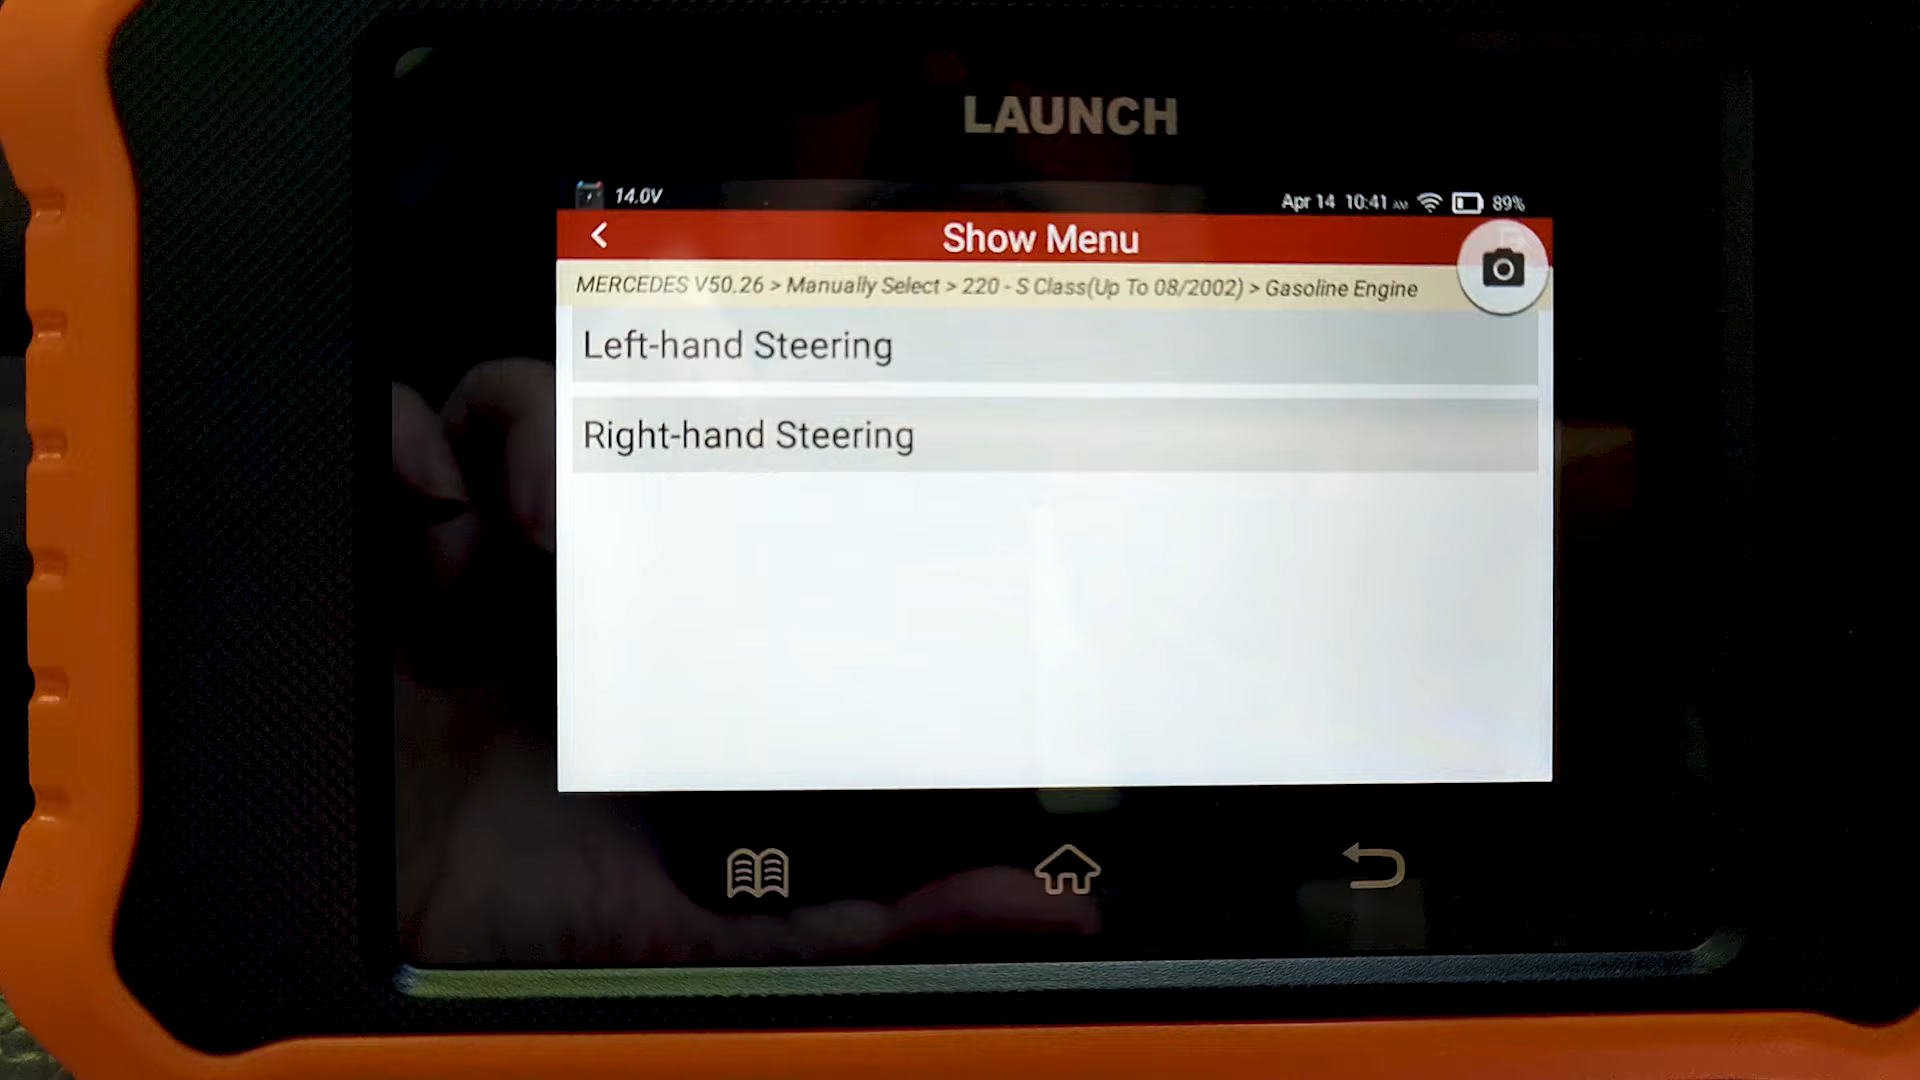 LAUNCH
14.0V
Apr 14 10:41 AM 89%
Show Menu
MERCEDES V50.26 > Manually Select > 220 - S Class(Up To 08/2002) > Gasoline Engine
Left-hand Steering
Right-hand Steering